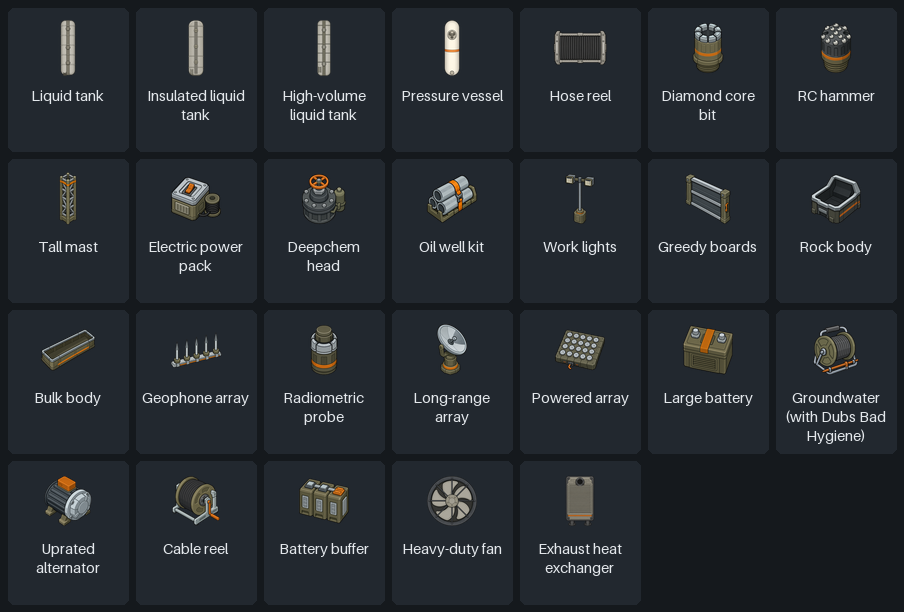 Liquid tank
Insulated liquid
tank
High-volume
liquid tank
Pressure vessel
Hose reel
Diamond core
bit
RC hammer
Tall mast
Electric power
pack
Deepchem
head
Oil well kit
Work lights
Greedy boards
Rock body
Bulk body
Geophone array
Radiometric
probe
Long-range
array
Powered array
Large battery
Groundwater
(with Dubs Bad
Hygiene)
Uprated
alternator
Cable reel
Battery buffer
Heavy-duty fan
Exhaust heat
exchanger